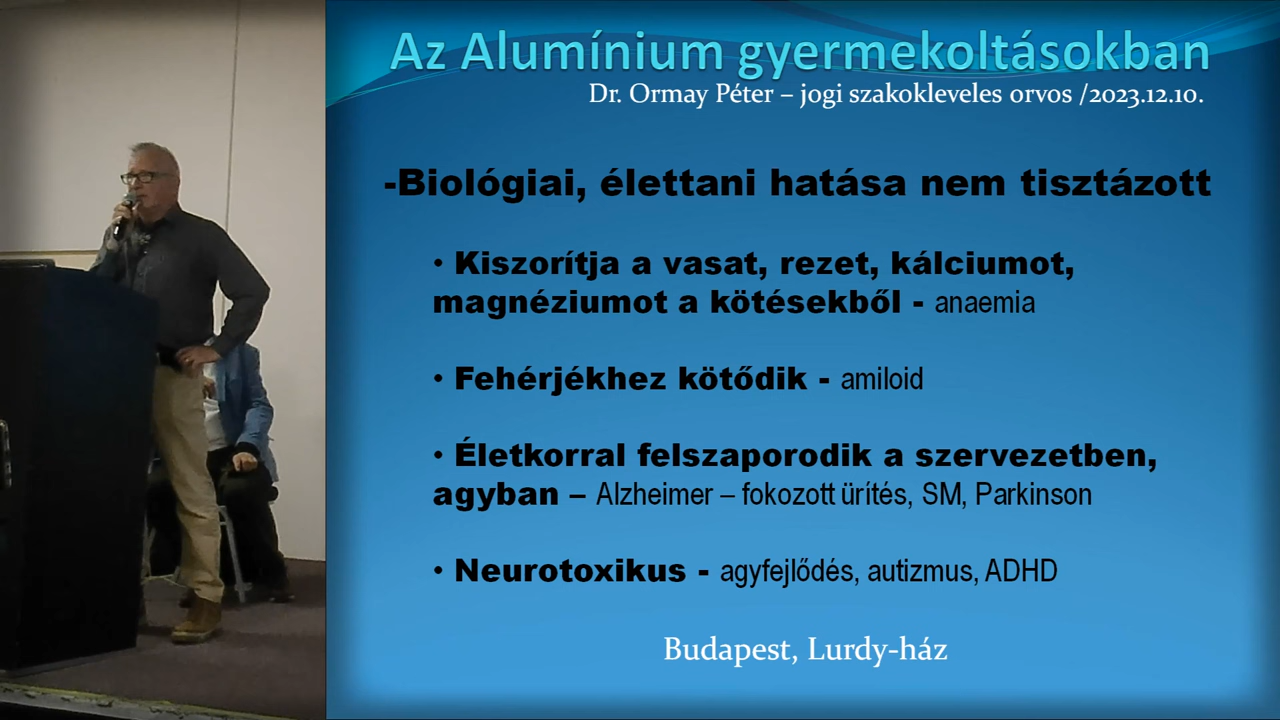 Az Alumínium gyermekoltásokban
Dr. Ormay Péter – jogi szakokleveles orvos /2023.12.10.
-Biológiai, élettani hatása nem tisztázott
• Kiszorítja a vasat, rezet, kálciumot,
magnéziumot a kötésekből - anaemia
• Fehérjékhez kötődik - amiloid
• Életkorral felszaporodik a szervezetben,
agyban – Alzheimer – fokozott ürítés, SM, Parkinson
• Neurotoxikus - agyfejlődés, autizmus, ADHD
Budapest, Lurdy-ház